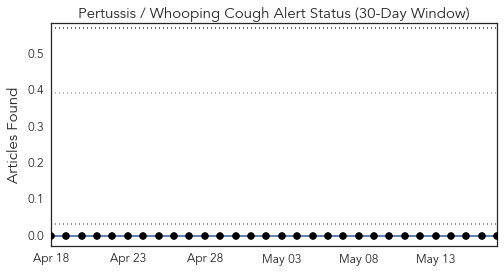 Pertussis / Whooping Cough Alert Status (30-Day Window)
Articles Found
0.5
0.4
0.3
0.2
0.1
0.0
Apr 18 Apr 23 Apr 28 May 03 May 08 May 13